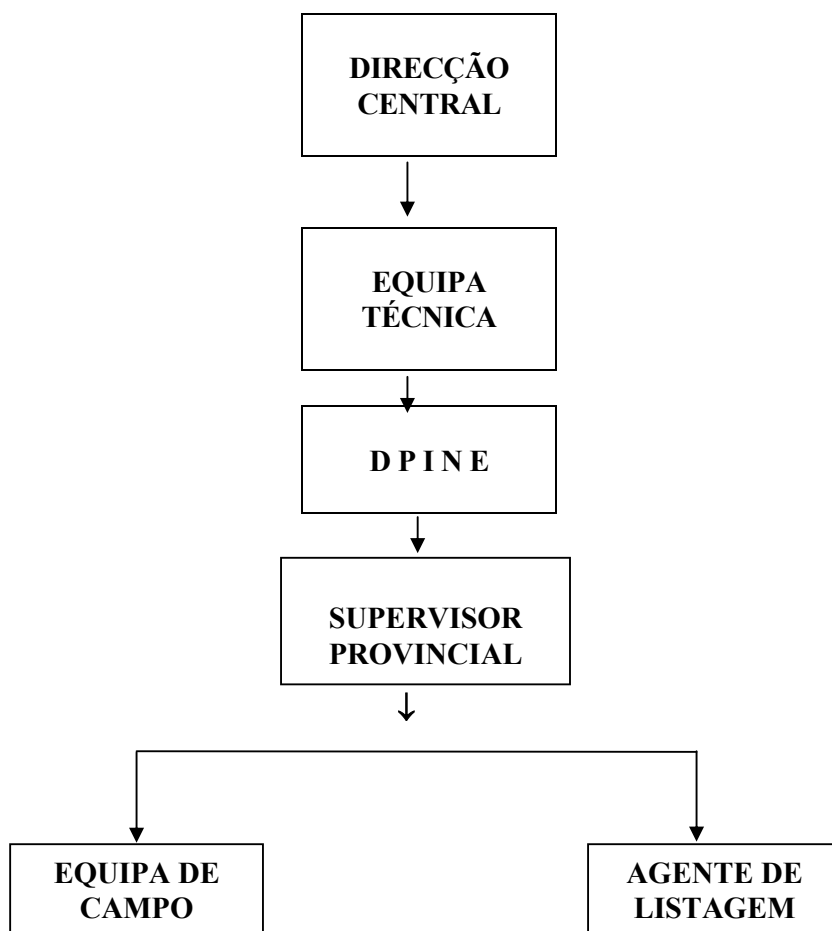 DIRECÇÃO
CENTRAL
EQUIPA
TÉCNICA
D P I N E
SUPERVISOR
PROVINCIAL
EQUIPA DE
CAMPO
AGENTE DE
LISTAGEM